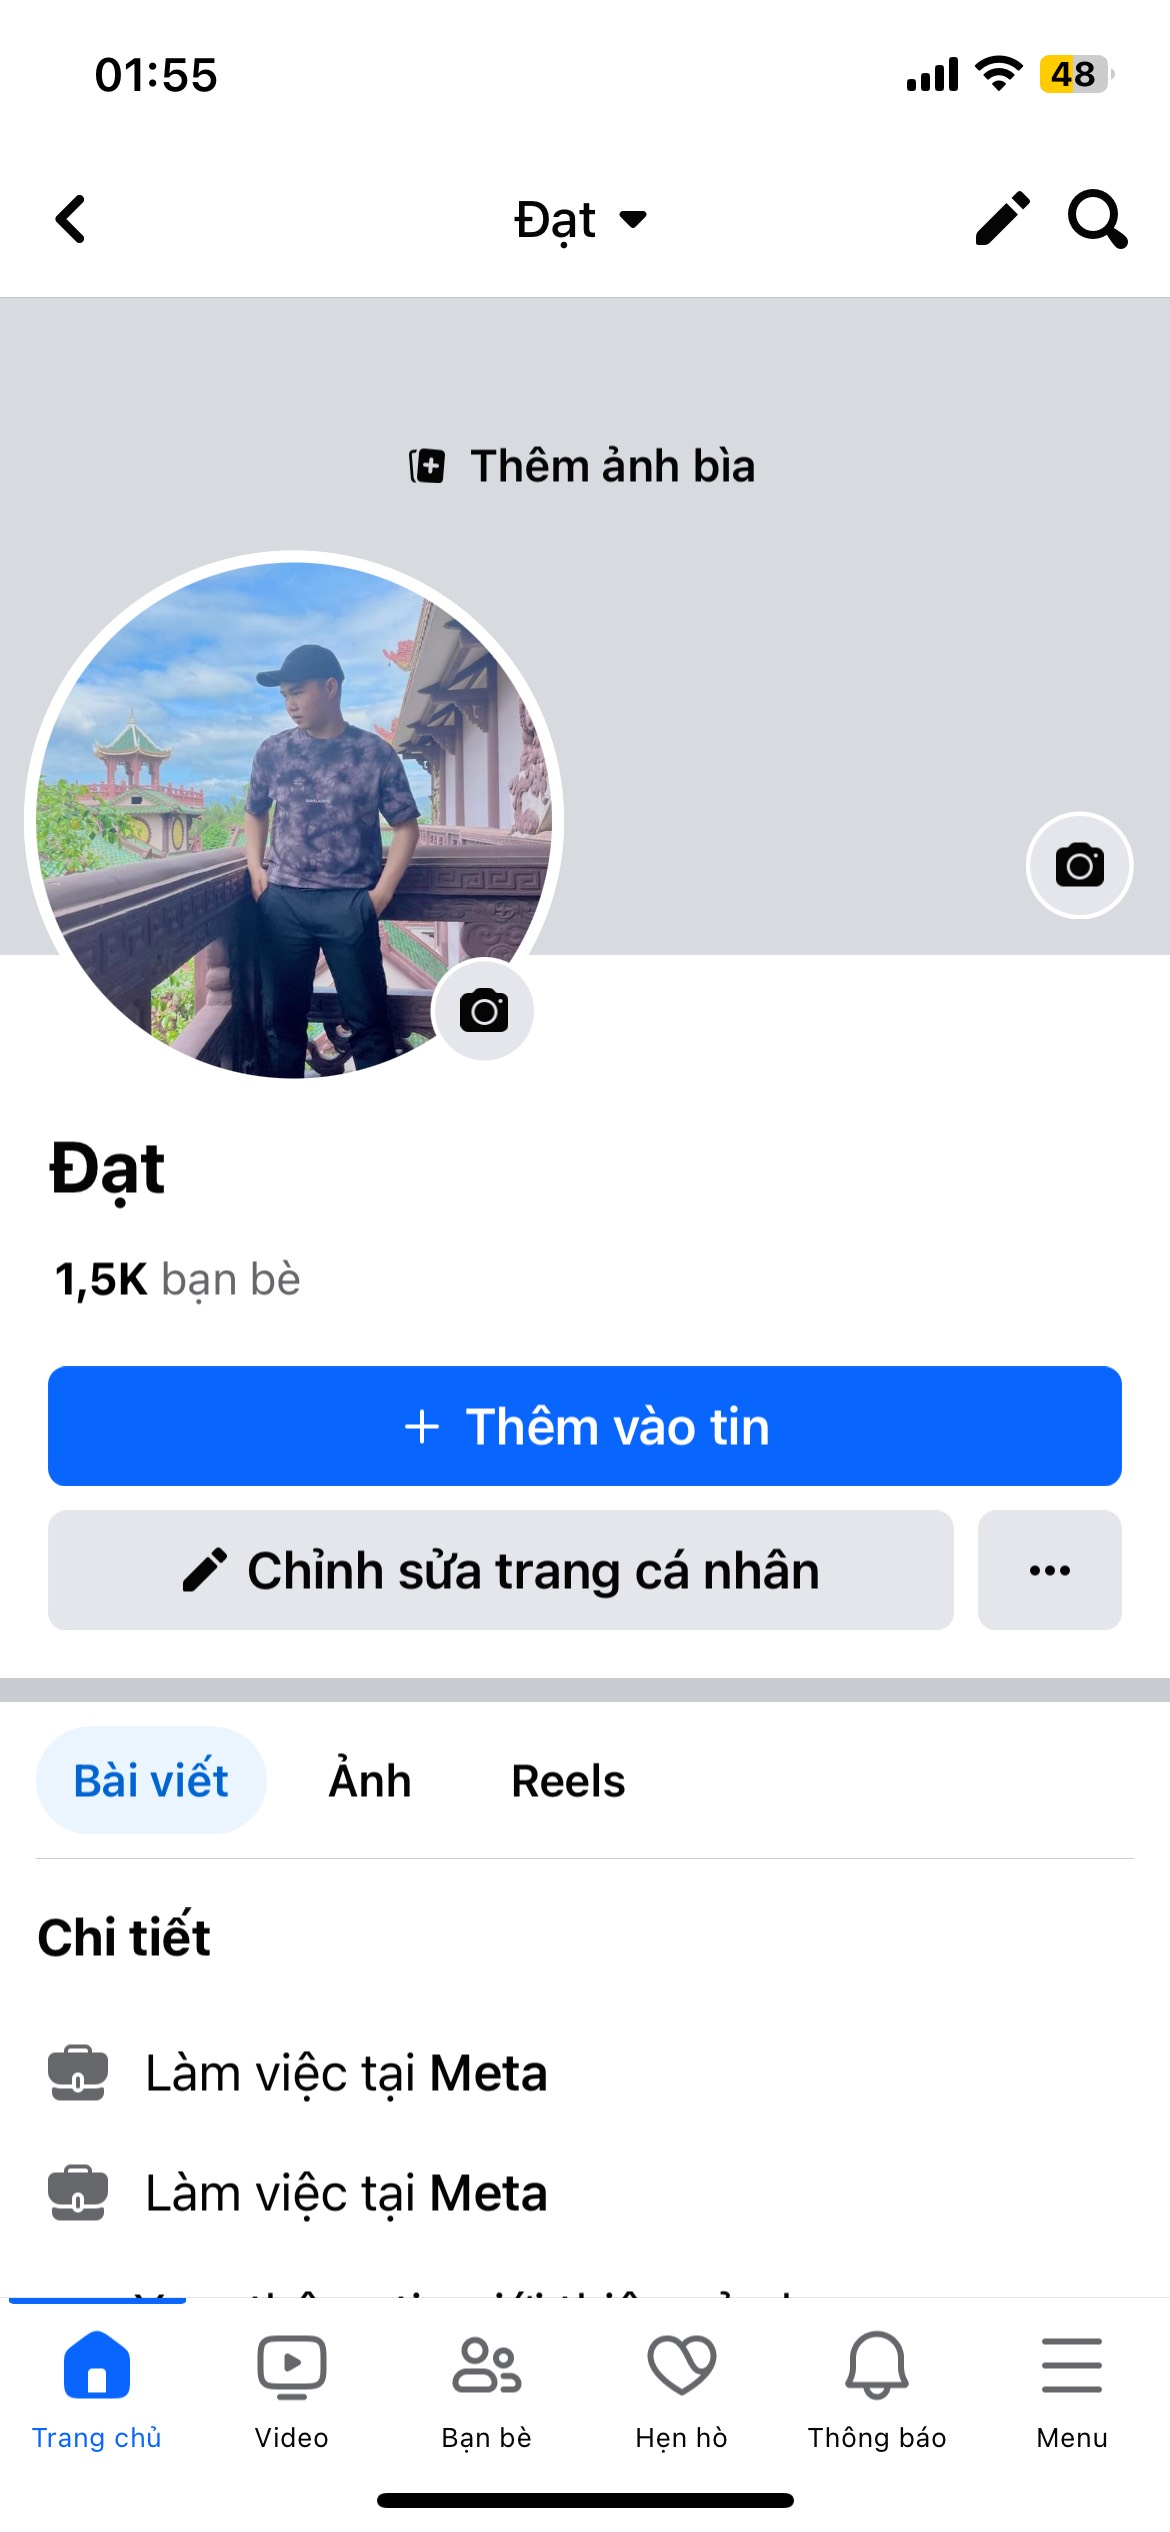 01:55
48
Đạt
Thêm ảnh bìa
Đạt
1,5K bạn bè
+ Thêm vào tin
Chỉnh sửa trang cá nhân
Bài viết Ảnh Reels
Chi tiết
Làm việc tại Meta
Làm việc tại Meta
Trang chủ Video Bạn bè Hẹn hò Thông báo Menu